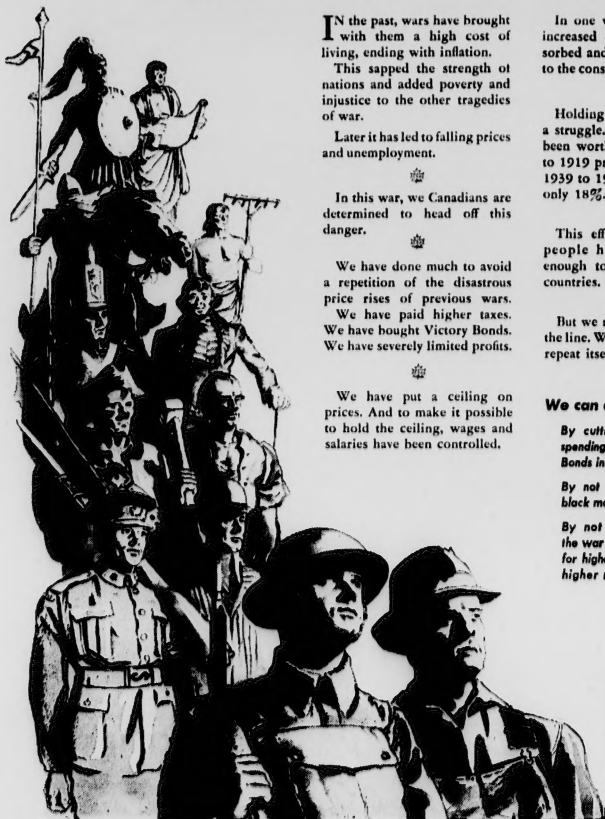 IN the past, wars have brought
with them a high cost of
living, ending with inflation.
This sapped the strength of
nations and added poverty and
injustice to the other tragedies
of war.
Later it has led to falling prices
and unemployment.
In this war, we Canadians are
determined to head off this
danger.
We have done much to avoid
a repetition of the disastrous
price rises of previous wars.
We have paid higher taxes.
We have bought Victory Bonds.
We have severely limited profits.
We have put a ceiling on
prices. And to make it possible
to hold the ceiling, wages and
salaries have been controlled.
In one
increased
sorbed and
to the cons
Holding
a struggle.
been wort
to 1919 pr
1939 to 19
only 18%.
This eff
people h
enough to
countries.
But we
the line. W
repeat itse
We can
By cutti
spending
Bonds in
By not
black m
By not
the war
for high
higher